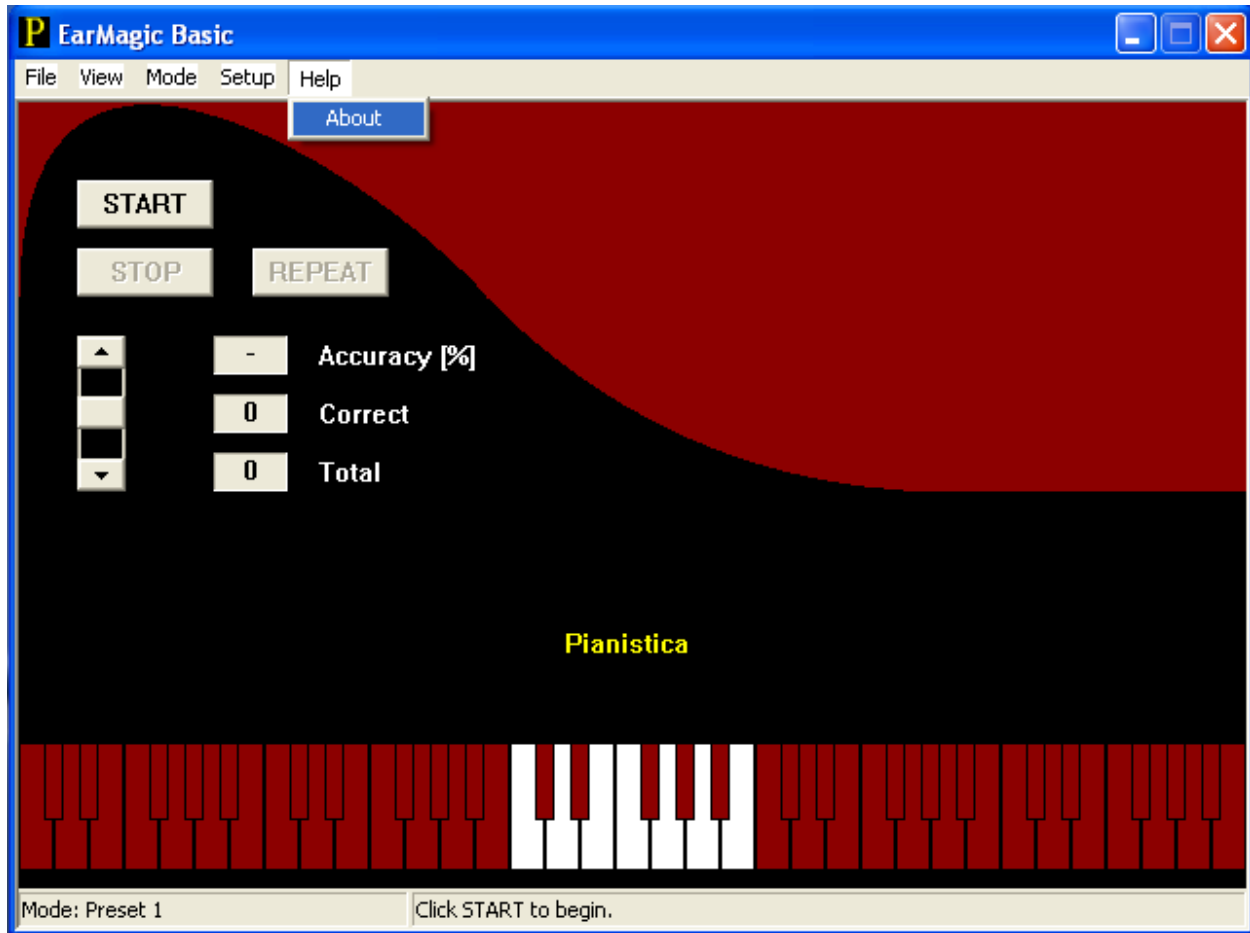 P EarMagic Basic
File View Mode Setup Help
About
START
STOP REPEAT
- Accuracy [%]
0 Correct
0 Total
Pianistica
Mode: Preset 1 Click START to begin.